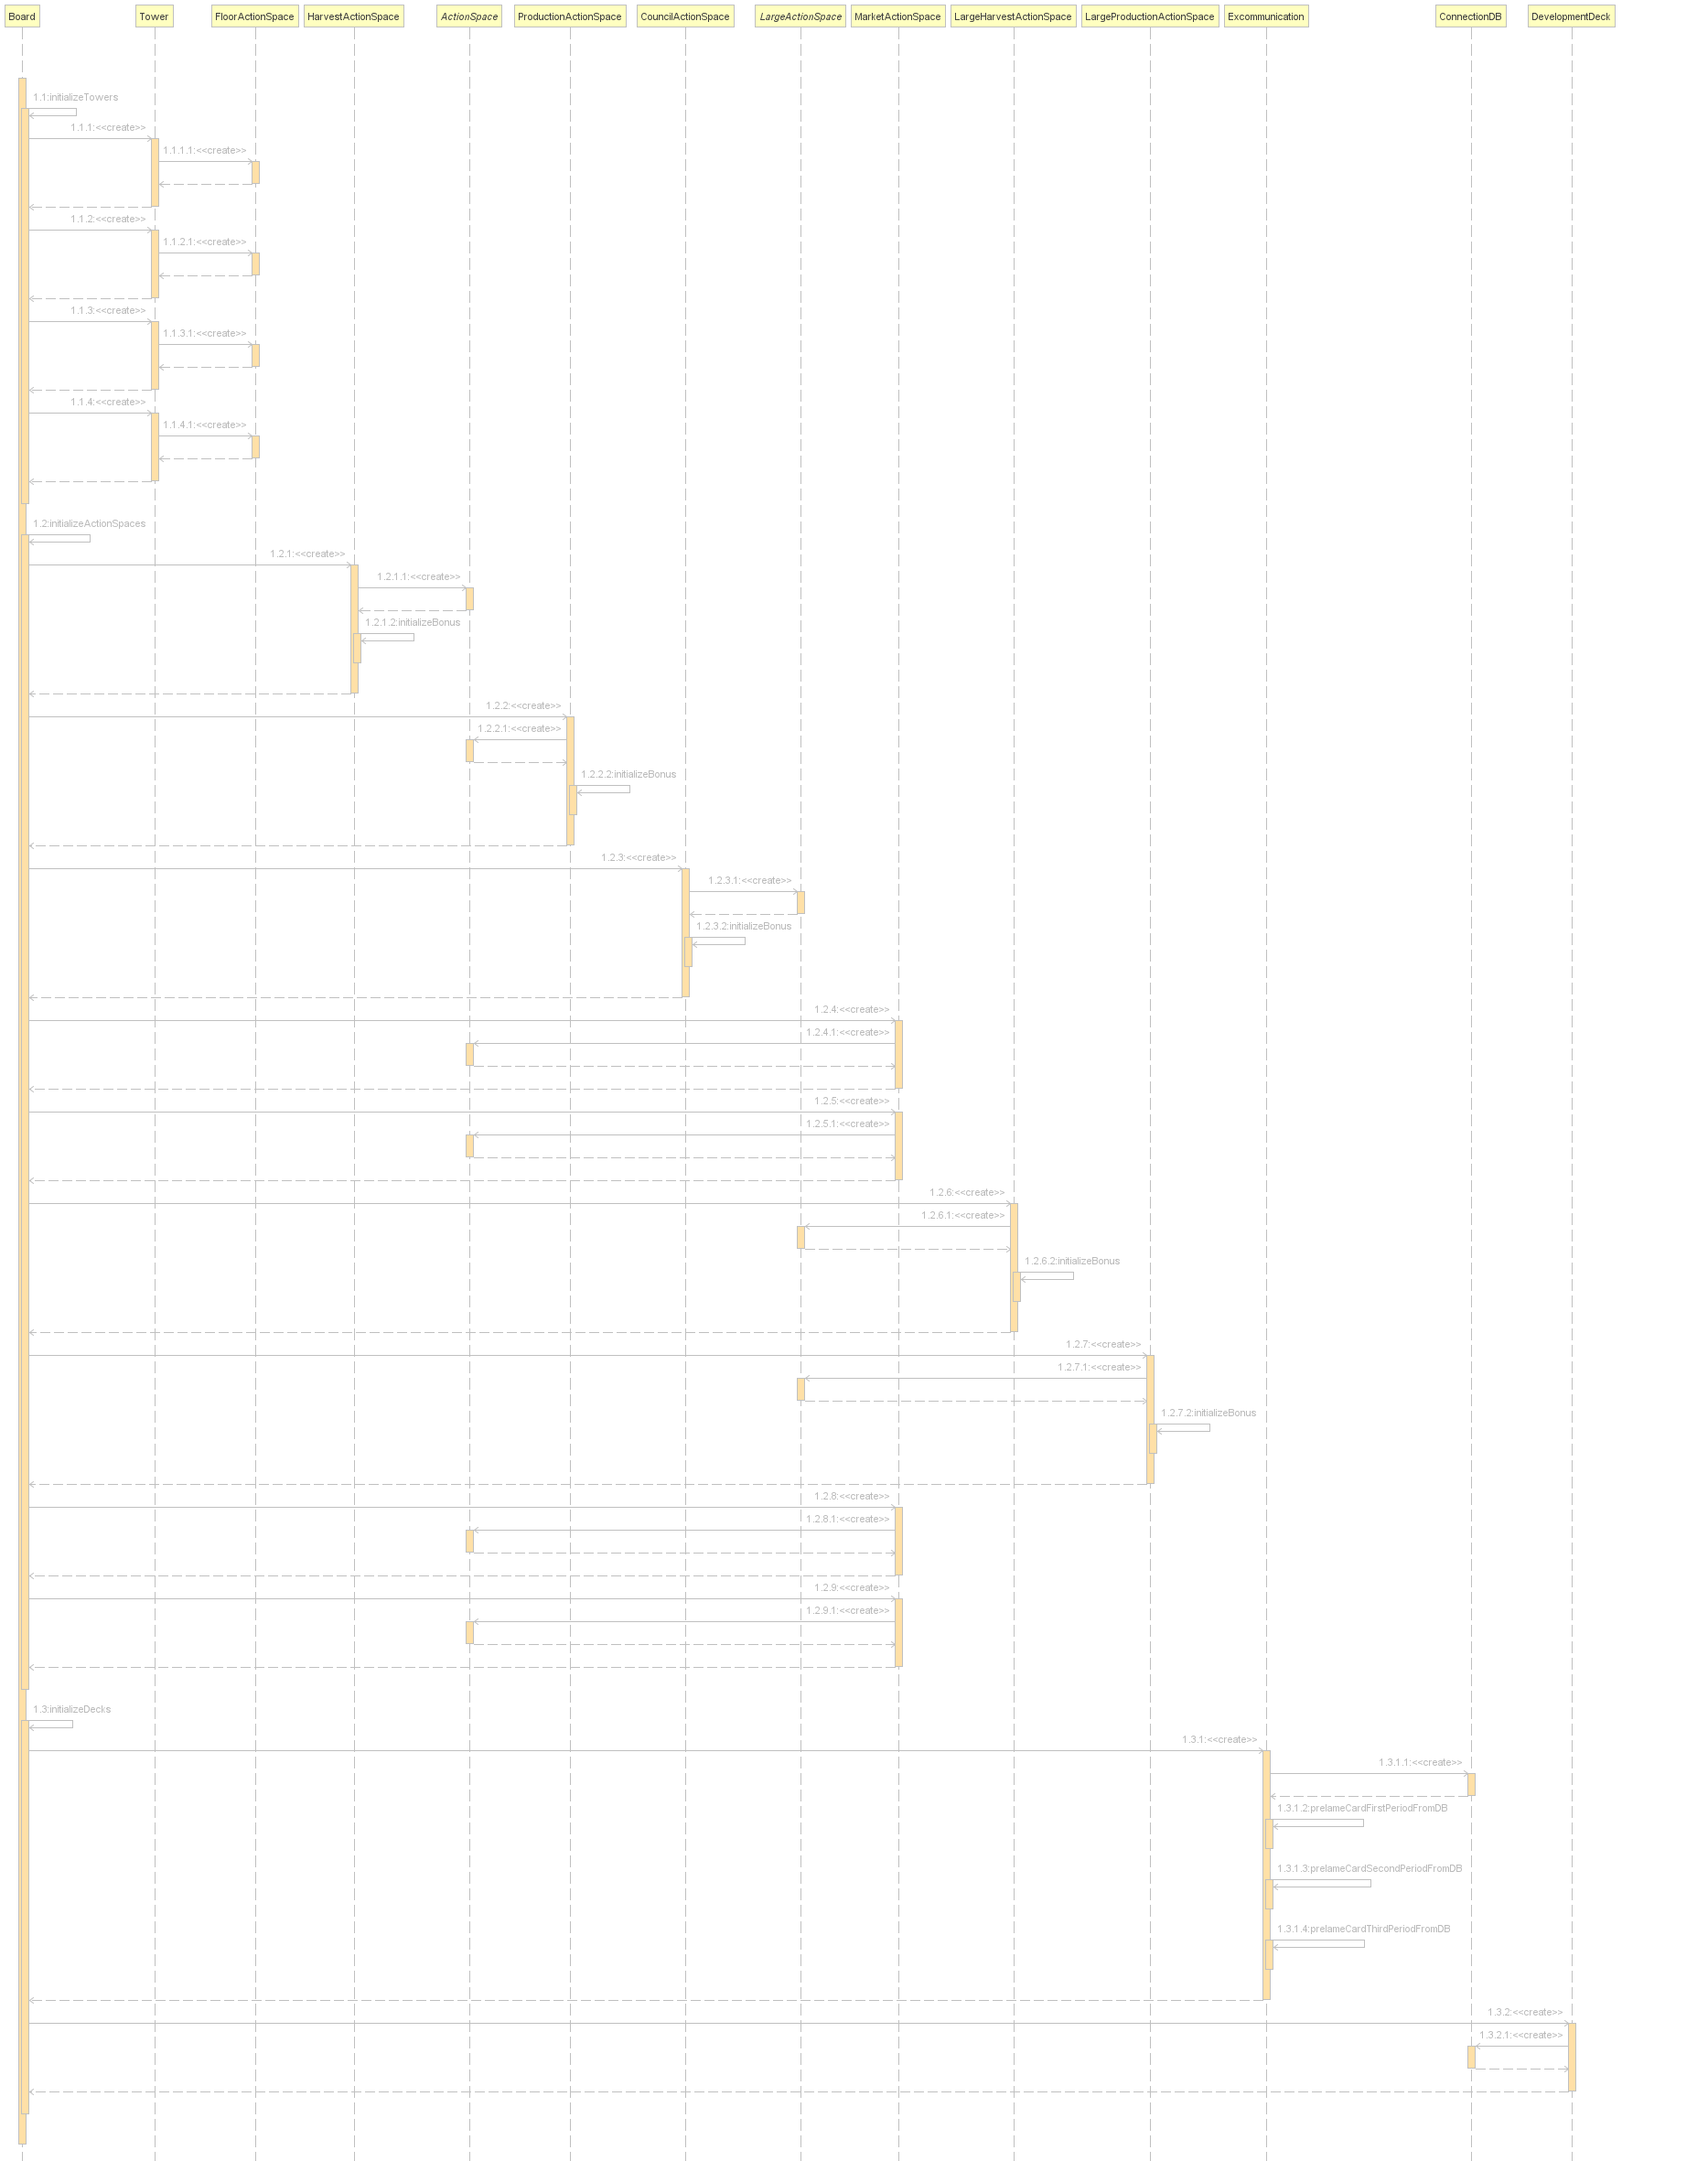 Board Tower FloorActionSpace HarvestActionSpace ActionSpace ProductionActionSpace CouncilActionSpace LargeActionSpace MarketActionSpace LargeHarvestActionSpace LargeProductionActionSpace Excommunication ConnectionDB DevelopmentDeck
1.1:initializeTowers
1.1.1:<<create>>
1.1.1.1:<<create>>
1.1.2:<<create>>
1.1.2.1:<<create>>
1.1.3:<<create>>
1.1.3.1:<<create>>
1.1.4:<<create>>
1.1.4.1:<<create>>
1.2:initializeActionSpaces
1.2.1:<<create>>
1.2.1.1:<<create>>
1.2.1.2:initializeBonus
1.2.2:<<create>>
1.2.2.1:<<create>>
1.2.2.2:initializeBonus
1.2.3:<<create>>
1.2.3.1:<<create>>
1.2.3.2:initializeBonus
1.2.4:<<create>>
1.2.4.1:<<create>>
1.2.5:<<create>>
1.2.5.1:<<create>>
1.2.6:<<create>>
1.2.6.1:<<create>>
1.2.6.2:initializeBonus
1.2.7:<<create>>
1.2.7.1:<<create>>
1.2.7.2:initializeBonus
1.2.8:<<create>>
1.2.8.1:<<create>>
1.2.9:<<create>>
1.2.9.1:<<create>>
1.3:initializeDecks
1.3.1:<<create>>
1.3.1.1:<<create>>
1.3.1.2:prelameCardFirstPeriodFromDB
1.3.1.3:prelameCardSecondPeriodFromDB
1.3.1.4:prelameCardThirdPeriodFromDB
1.3.2:<<create>>
1.3.2.1:<<create>>